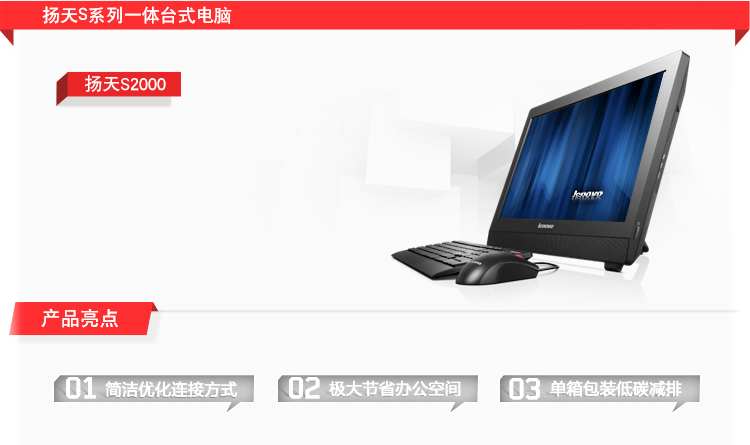 扬天S系列一体台式电脑
扬天S2000
lenovo
lenovo
产品亮点
01 简洁优化连接方式
02 极大节省办公空间
03 单箱包装低碳减排